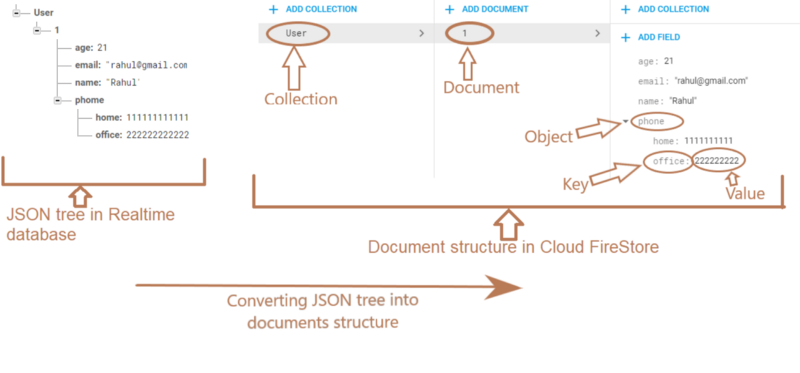 User
1
age: 21
email: "rahul@gmail.com
name: "Rahul"
phome
home: 111111111111
office: 222222222222
JSON tree in Realtime
database
+ ADD COLLECTION
User
Collection
+ ADD DOCUMENT
1
Document
+ ADD COLLECTION
+ ADD FIELD
age: 21
email: "rahul@gmail.com"
name: "Rahul"
phone
Object
home: 1111111111
office: 222222222
Key
Value
Document structure in Cloud FireStore
Converting JSON tree into
documents structure